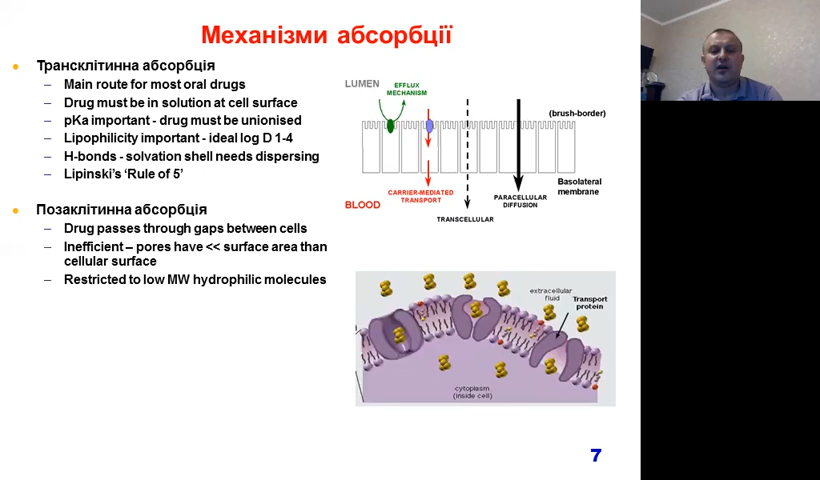 Механізми абсорбції
Трансклітинна абсорбція
– Main route for most oral drugs
– Drug must be in solution at cell surface
– pKa important - drug must be unionised
– Lipophilicity important - ideal log D 1-4
– H-bonds - solvation shell needs dispersing
– Lipinski's ‘Rule of 5’
Позаклітинна абсорбція
– Drug passes through gaps between cells
– Inefficient – pores have << surface area than
cellular surface
– Restricted to low MW hydrophilic molecules
LUMEN
EFFLUX
MECHANISM
(brush-border)
Basolateral
membrane
CARRIER-MEDIATED
TRANSPORT
PARACELLULAR
DIFFUSION
BLOOD
TRANSCELLULAR
extracellular
fluid
Transport
protein
cytoplasm
(inside cell)
7